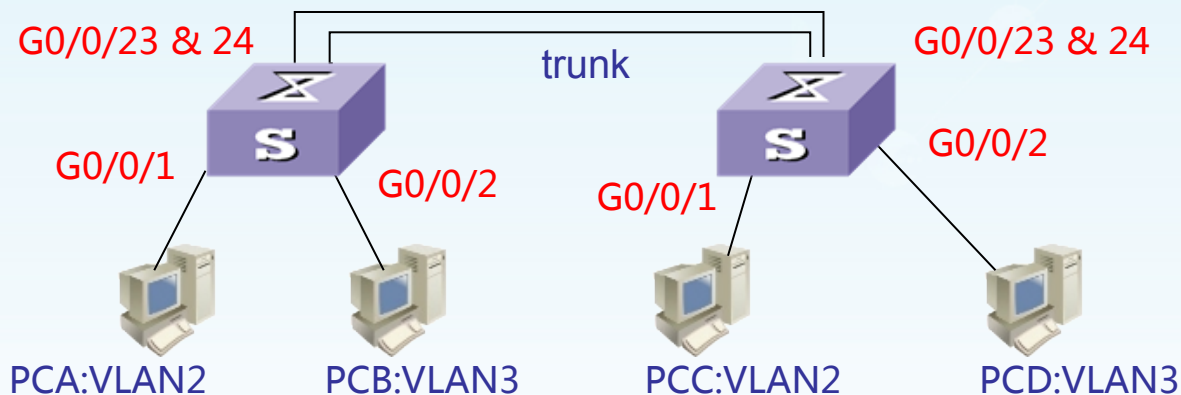 G0/0/23 & 24
trunk
G0/0/23 & 24
S
S
G0/0/1
G0/0/2
G0/0/1
G0/0/2
PCA:VLAN2
PCB:VLAN3
PCC:VLAN2
PCD:VLAN3